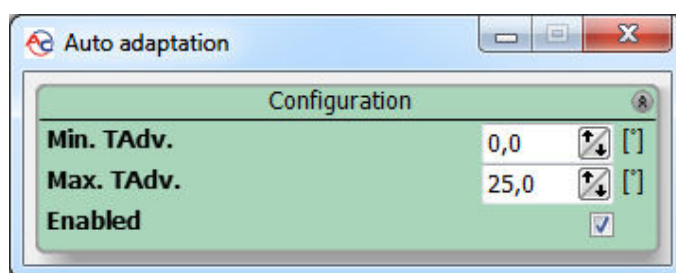 Auto adaptation
Configuration
Min. TAdv. 0,0 [°]
Max. TAdv. 25,0 [°]
Enabled